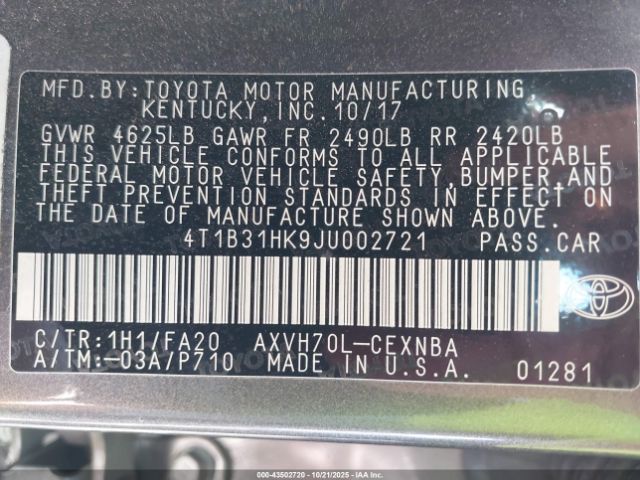 MFD.BY:TOYOTA MOTOR MANUFACTURING,
KENTUCKY,INC.10/17
GVWR 4625LB GAWR FR 2490LB RR 2420LB
THIS VEHICLE CONFORMS TO ALL APPLICABLE
FEDERAL MOTOR VEHICLE SAFETY,BUMPER,AND
THEFT PREVENTION STANDARDS IN EFFECT ON
THE DATE OF MANUFACTURE SHOWN ABOVE.
4T1B31HK9JU002721 PASS.CAR
C/TR:1H1/FA20 AXVH70L-CEXNBA
A/TM:-03A/P710 MADE IN U.S.A. 01281
000-43502720 | 10/21/2025 | IAAI.COM